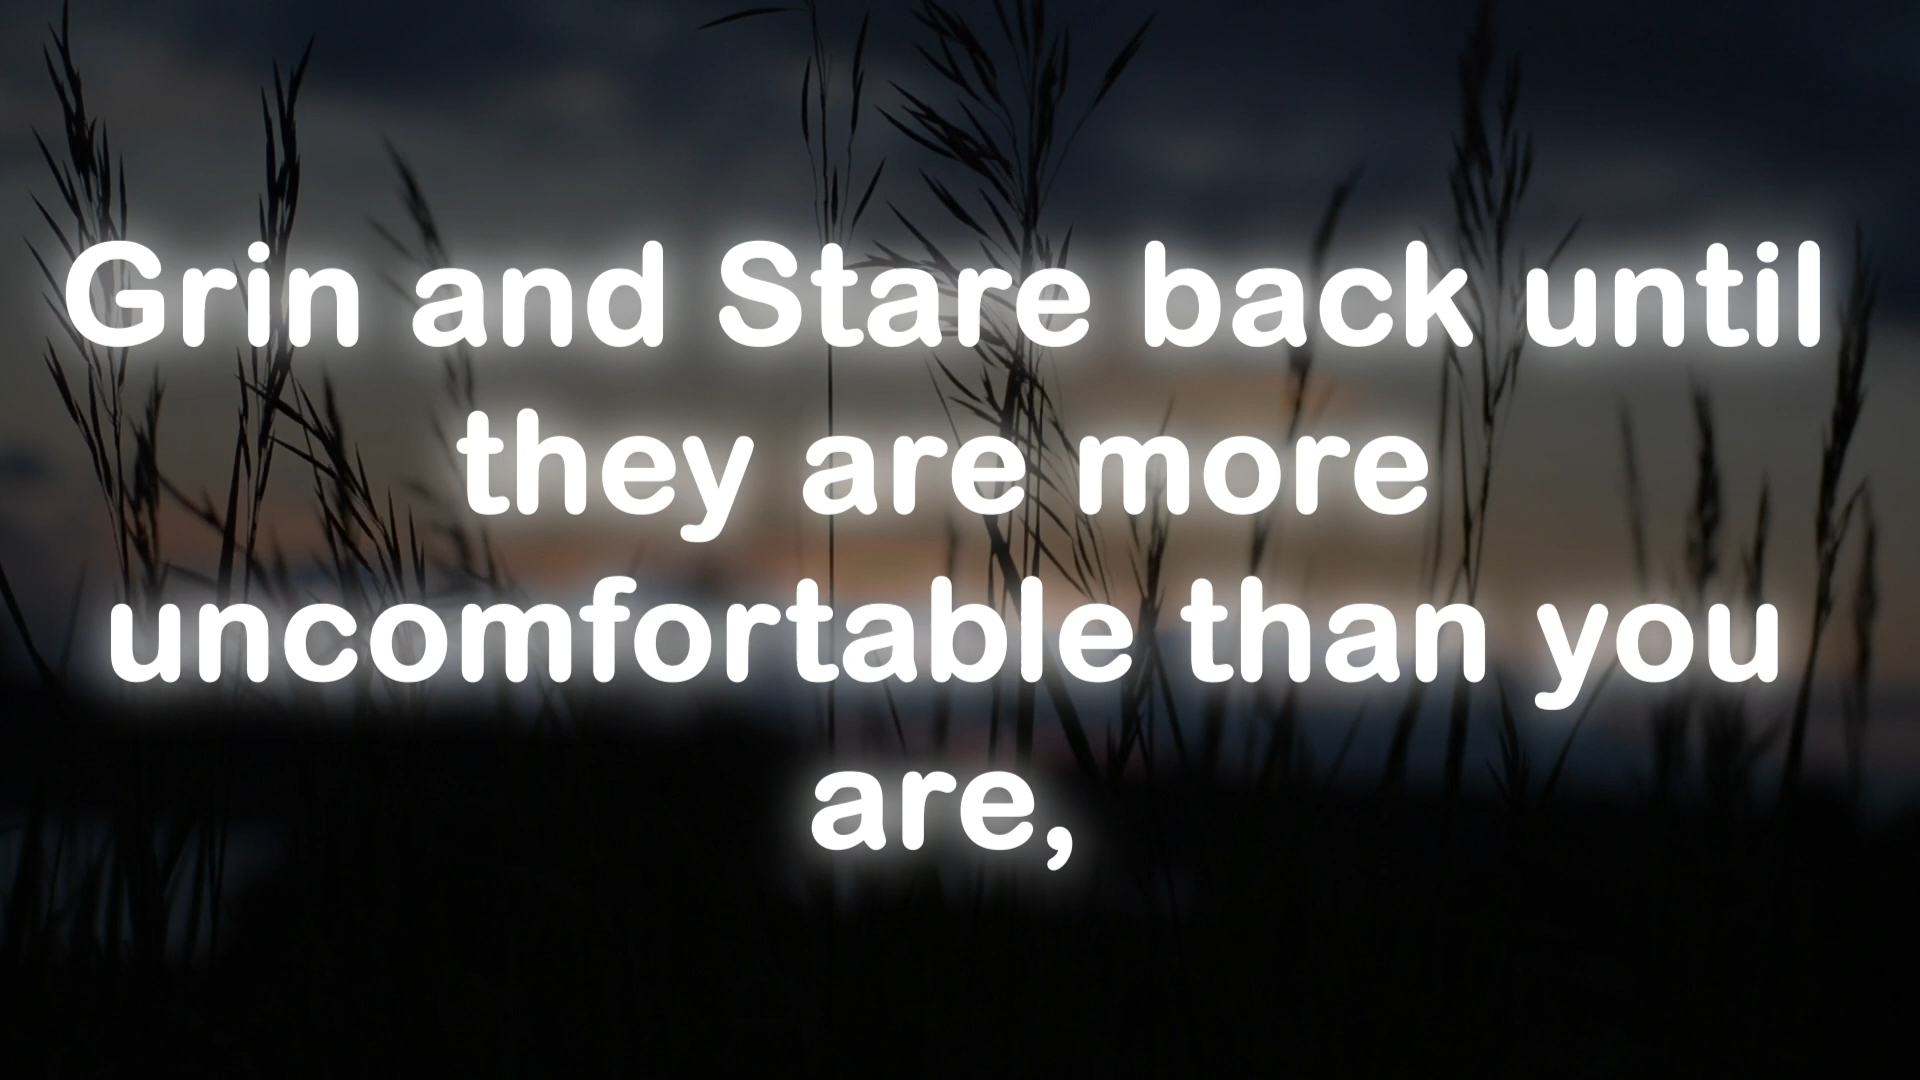 Grin and Stare back until
they are more
uncomfortable than you
are,